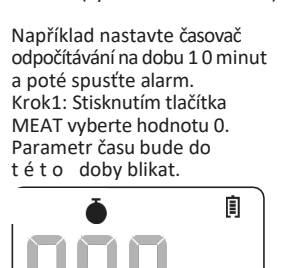 Například nastavte časovač
odpočítávání na dobu 1 0 minut
a poté spusťte alarm.
Krok1: Stisknutím tlačítka
MEAT vyberte hodnotu 0.
Parametr času bude do
t é t o doby blikat.
000